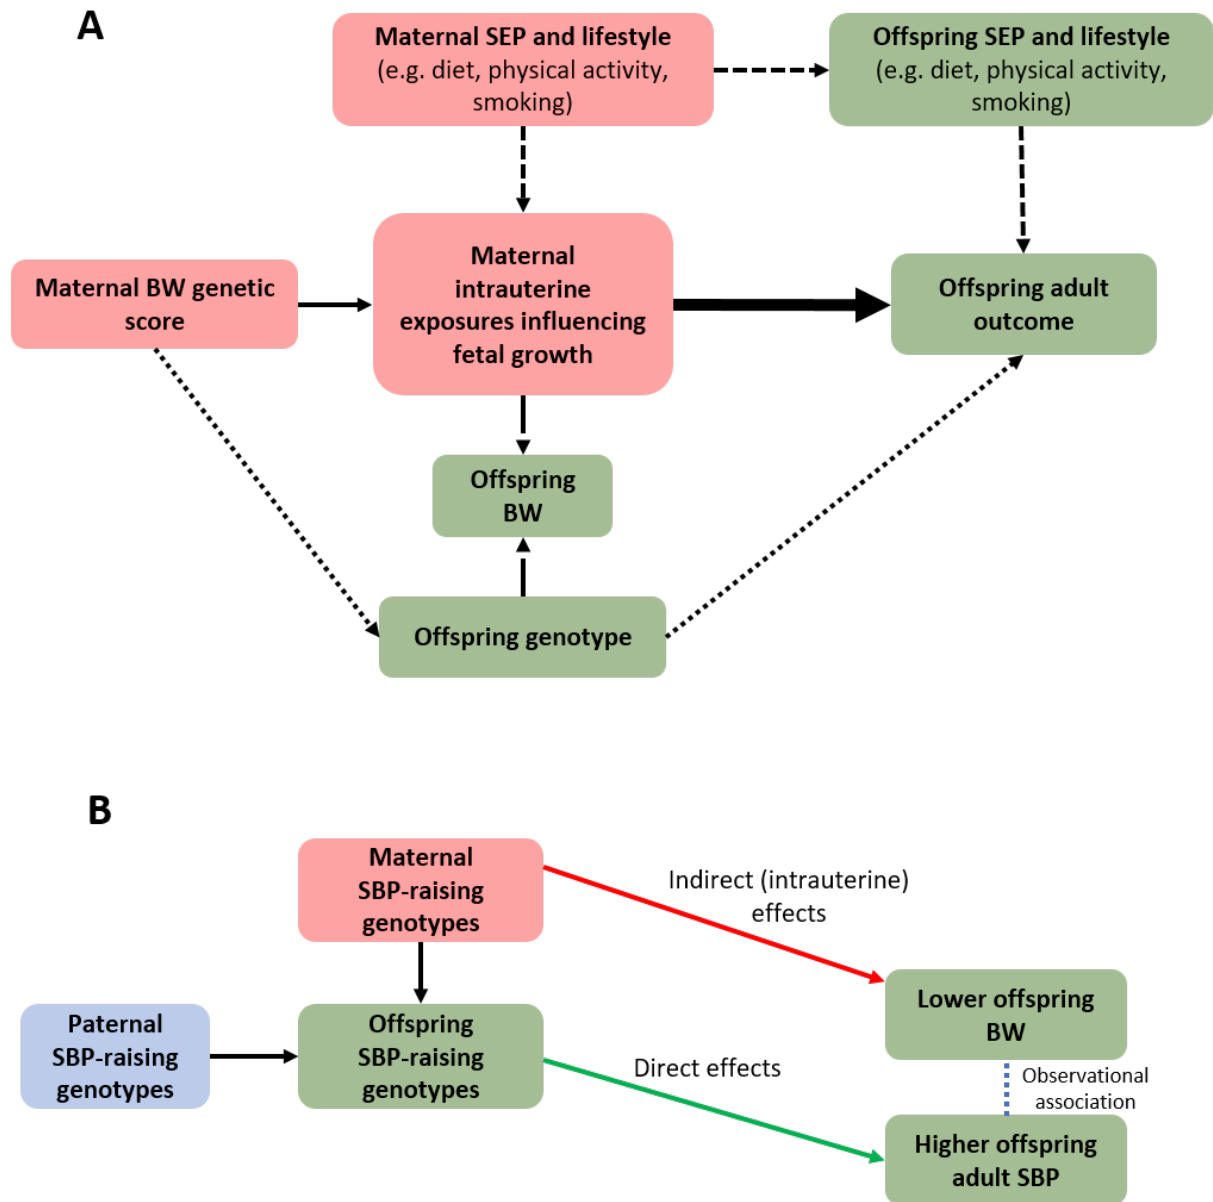 A
Maternal SEP and lifestyle
(e.g. diet, physical activity,
smoking)
Offspring SEP and lifestyle
(e.g. diet, physical activity,
smoking)
Maternal BW genetic
score
Maternal
intrauterine
exposures influencing
fetal growth
Offspring adult
outcome
Offspring
BW
Offspring genotype
B
Maternal
SBP-raising
genotypes
Indirect (intrauterine)
effects
Paternal
SBP-raising
genotypes
Offspring
SBP-raising
genotypes
Direct effects
Lower offspring
BW
Observational
association
Higher offspring
adult SBP